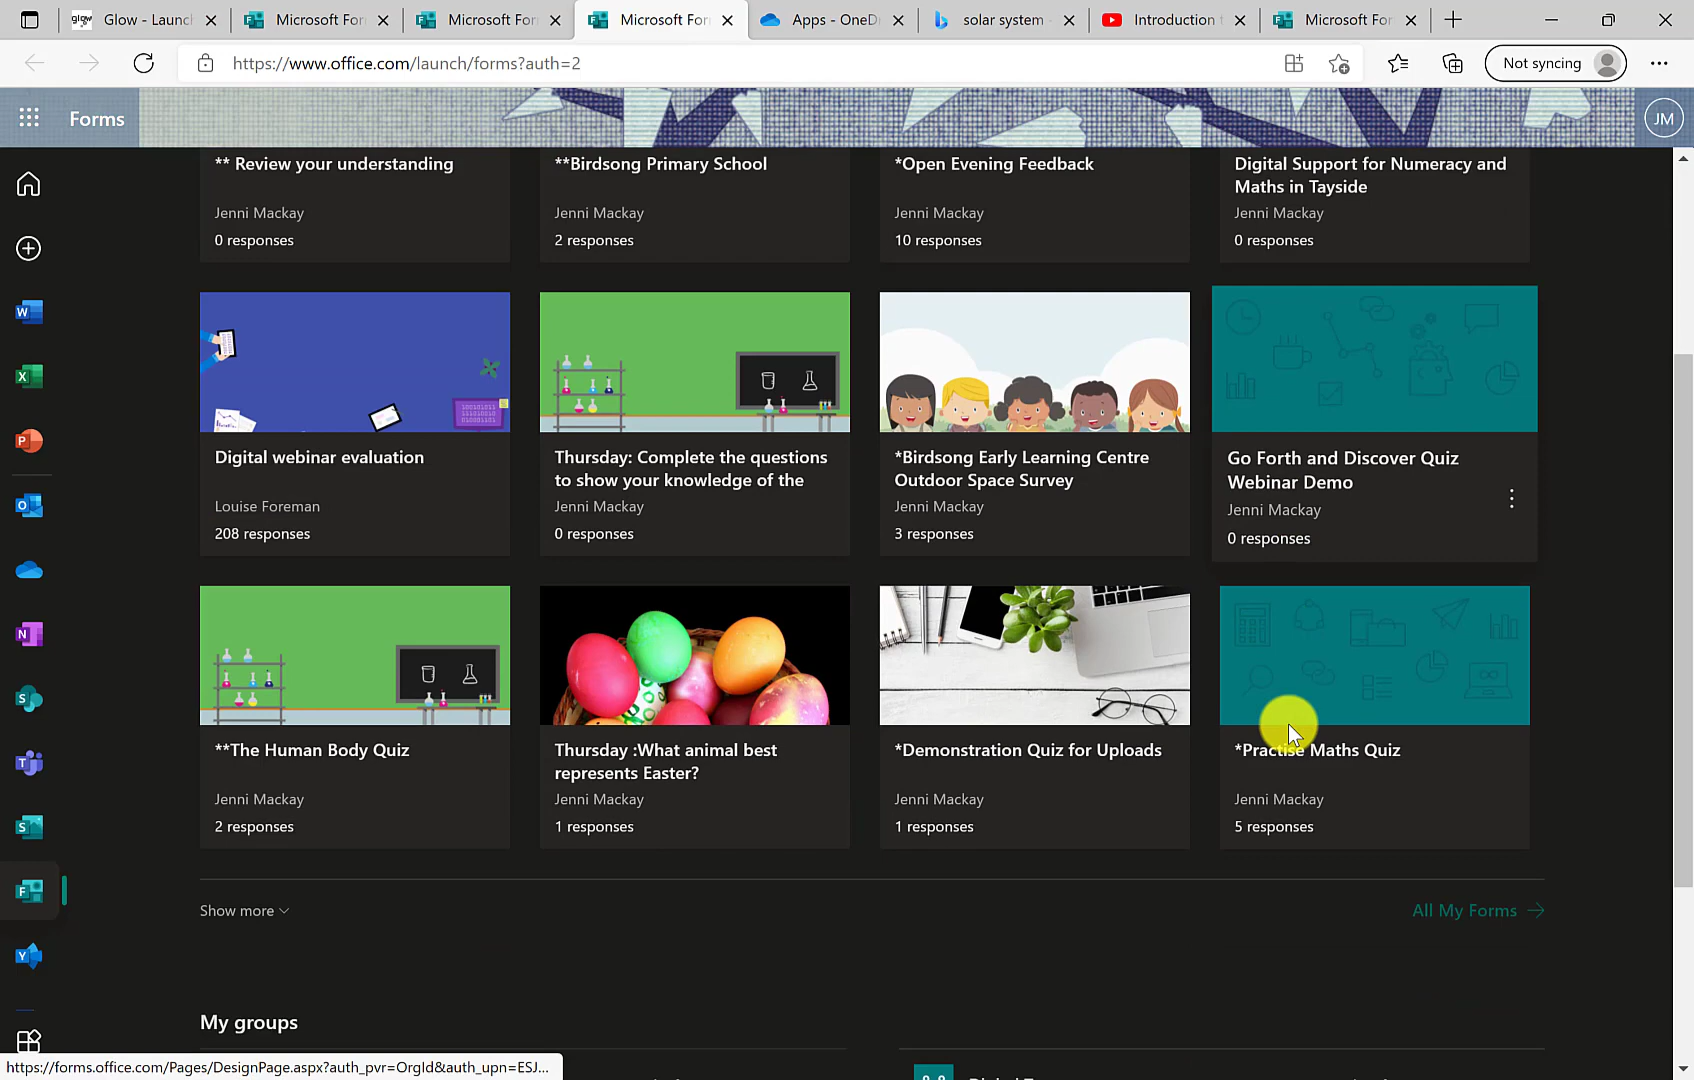 glow Glow - Launc
Microsoft For
Microsoft For
Microsoft For
Apps - OneDr
solar system -
Introduction t
Microsoft For
https://www.office.com/launch/forms?auth=2
Not syncing
Forms
JM
** Review your understanding
Jenni Mackay
0 responses
**Birdsong Primary School
Jenni Mackay
2 responses
*Open Evening Feedback
Jenni Mackay
10 responses
Digital Support for Numeracy and
Maths in Tayside
Jenni Mackay
0 responses
Digital webinar evaluation
Louise Foreman
208 responses
Thursday: Complete the questions
to show your knowledge of the
Jenni Mackay
0 responses
*Birdsong Early Learning Centre
Outdoor Space Survey
Jenni Mackay
3 responses
Go Forth and Discover Quiz
Webinar Demo
Jenni Mackay
0 responses
**The Human Body Quiz
Jenni Mackay
2 responses
Thursday :What animal best
represents Easter?
Jenni Mackay
1 responses
*Demonstration Quiz for Uploads
Jenni Mackay
1 responses
*Practise Maths Quiz
Jenni Mackay
5 responses
Show more
All My Forms
My groups
https://forms.office.com/Pages/DesignPage.aspx?auth_pvr=OrgId&auth_upn=ESJ...